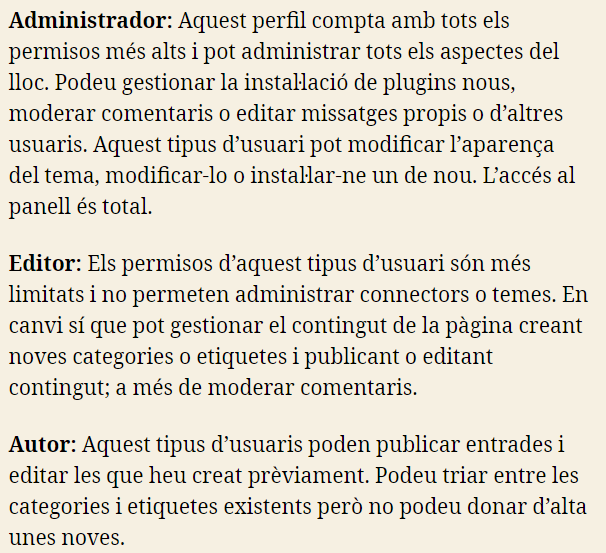 Administrador: Aquest perfil compta amb tots els
permisos més alts i pot administrar tots els aspectes del
lloc. Podeu gestionar la instal·lació de plugins nous,
moderar comentaris o editar missatges propis o d’altres
usuaris. Aquest tipus d’usuari pot modificar l’aparença
del tema, modificar-lo o instal·lar-ne un de nou. L’accés al
panell és total.
Editor: Els permisos d’aquest tipus d’usuari són més
limitats i no permeten administrar connectors o temes. En
canvi sí que pot gestionar el contingut de la pàgina creant
noves categories o etiquetes i publicant o editant
contingut; a més de moderar comentaris.
Autor: Aquest tipus d’usuaris poden publicar entrades i
editar les que heu creat prèviament. Podeu triar entre les
categories i etiquetes existents però no podeu donar d’alta
unes noves.